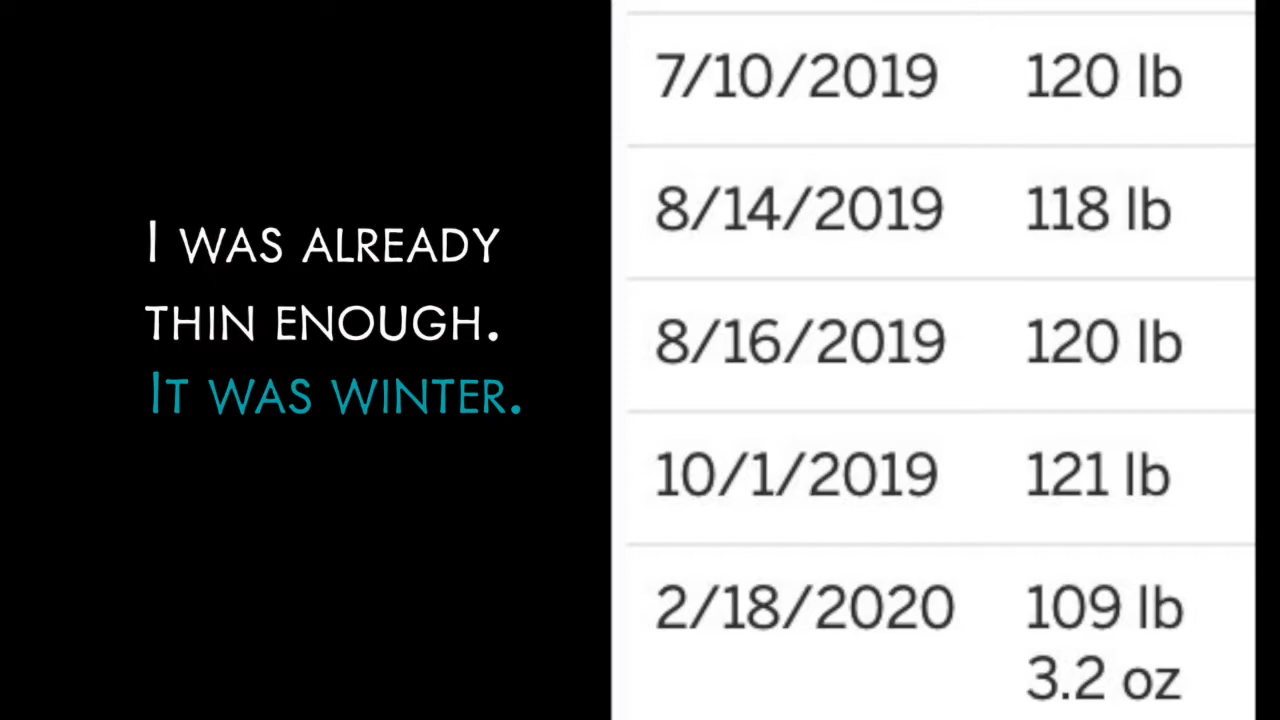 I WAS ALREADY
THIN ENOUGH.
IT WAS WINTER.
7/10/2019 120 lb
8/14/2019 118 lb
8/16/2019 120 lb
10/1/2019 121 lb
2/18/2020 109 lb
3.2 oz